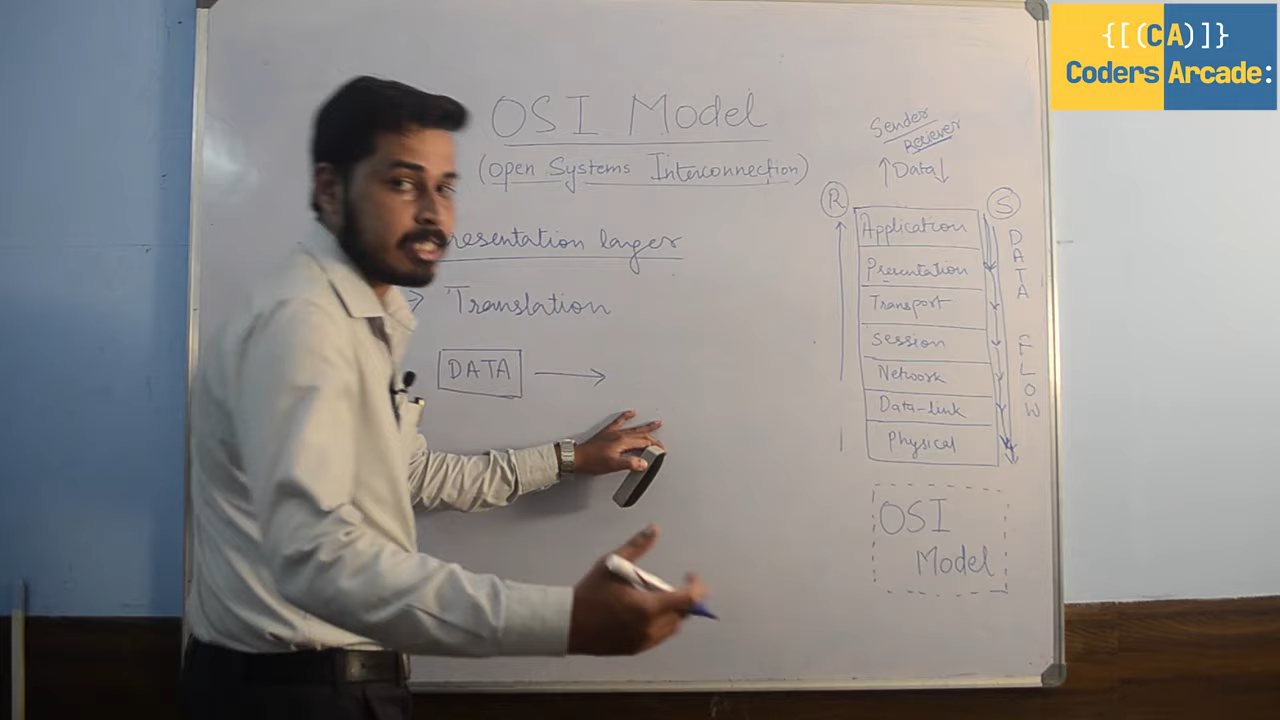 {[(CA)]}
Coders Arcade:
OSI Model
(Open Systems Interconnection)
resentation layer
→ Translation
DATA →
Sender
Reciever
↑Data↓
R
S
Application
Presentation
Transport
Session
Network
Data-link
Physical
DATA FLOW
OSI
Model